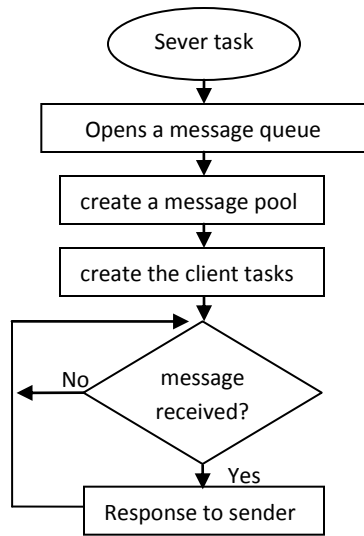 Sever task
Opens a message queue
create a message pool
create the client tasks
No
message
received?
Yes
Response to sender